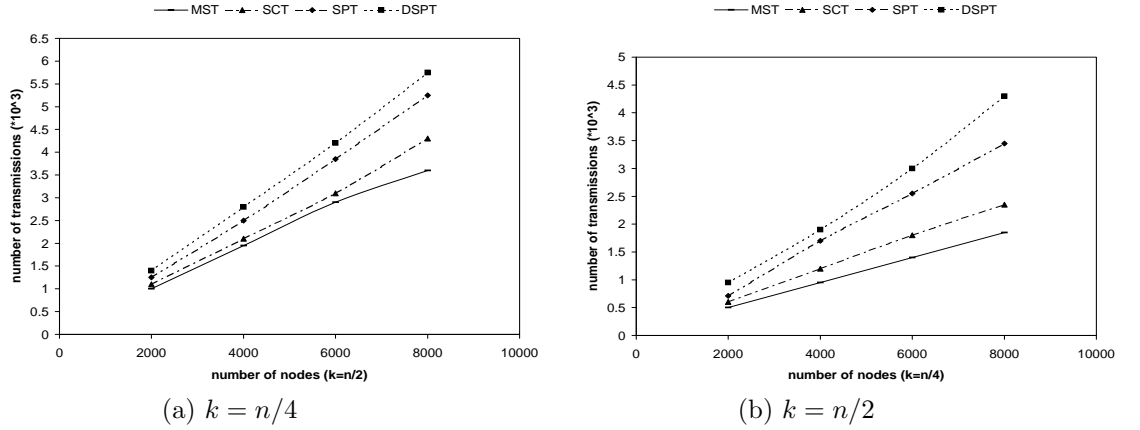 MST SCT SPT DSPT
6.5
6
5.5
5
4.5
4
3.5
3
2.5
2
1.5
1
0.5
0
number of transmissions (*10^3)
0 2000 4000 6000 8000 10000
number of nodes (k=n/2)
(a) k = n/4
MST SCT SPT DSPT
5
4.5
4
3.5
3
2.5
2
1.5
1
0.5
0
number of transmissions (*10^3)
0 2000 4000 6000 8000 10000
number of nodes (k=n/4)
(b) k = n/2